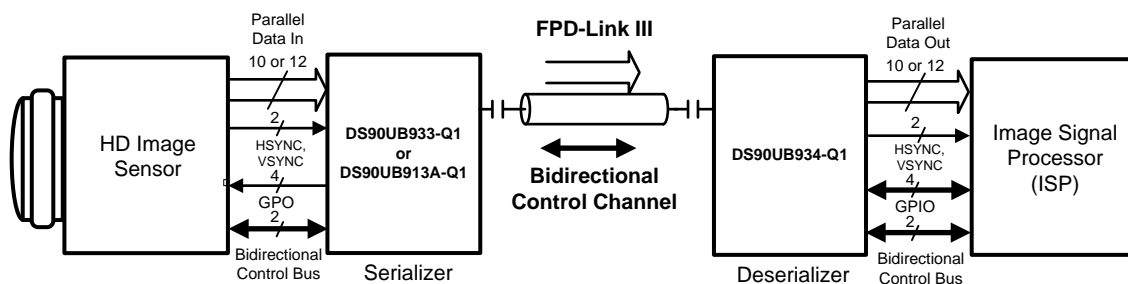 Parallel
Data In
10 or 12
HD Image
Sensor
2
HSYNC,
VSYNC
4
GPO
2
Bidirectional
Control Bus
DS90UB933-Q1
or
DS90UB913A-Q1
Serializer
FPD-Link III
Bidirectional
Control Channel
DS90UB934-Q1
Deserializer
Parallel
Data Out
10 or 12
2
HSYNC,
VSYNC
4
GPIO
2
Bidirectional
Control Bus
Image Signal
Processor
(ISP)